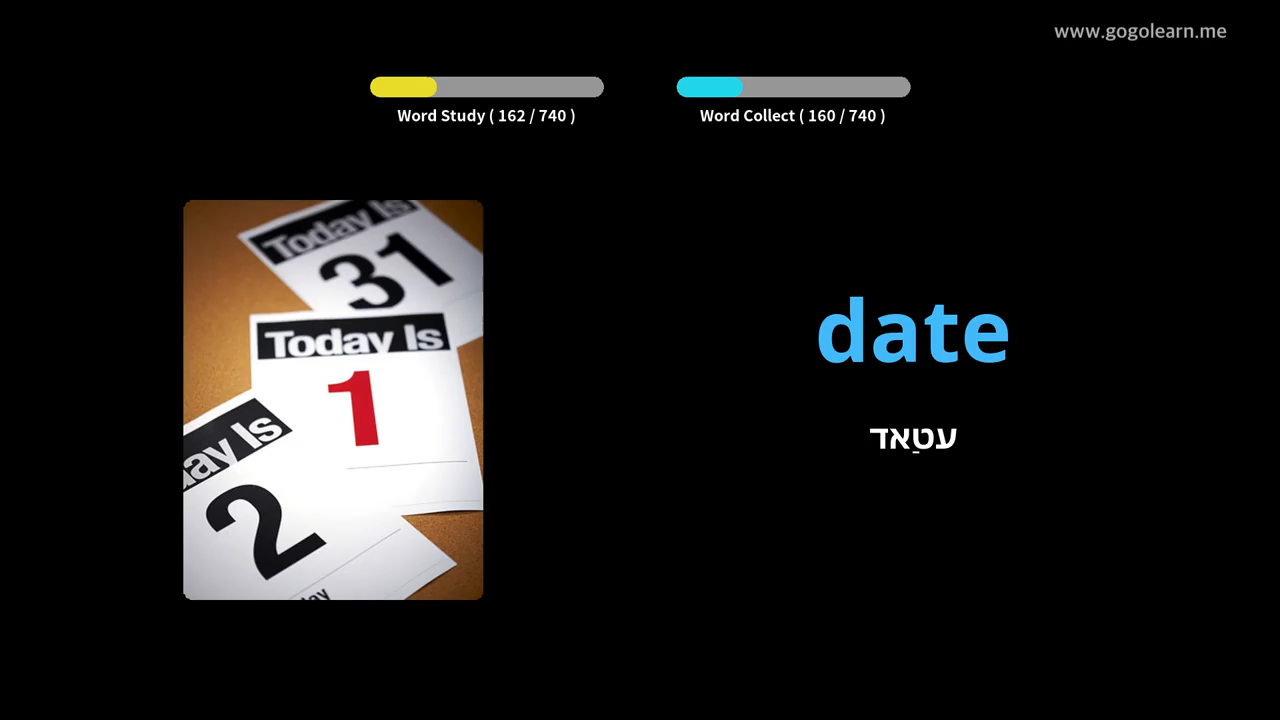 www.gogolearn.me
Word Study ( 162 / 740 )
Word Collect ( 160 / 740 )
Today Is
31
Today Is
1
ay Is
2
day
date
עטַאד